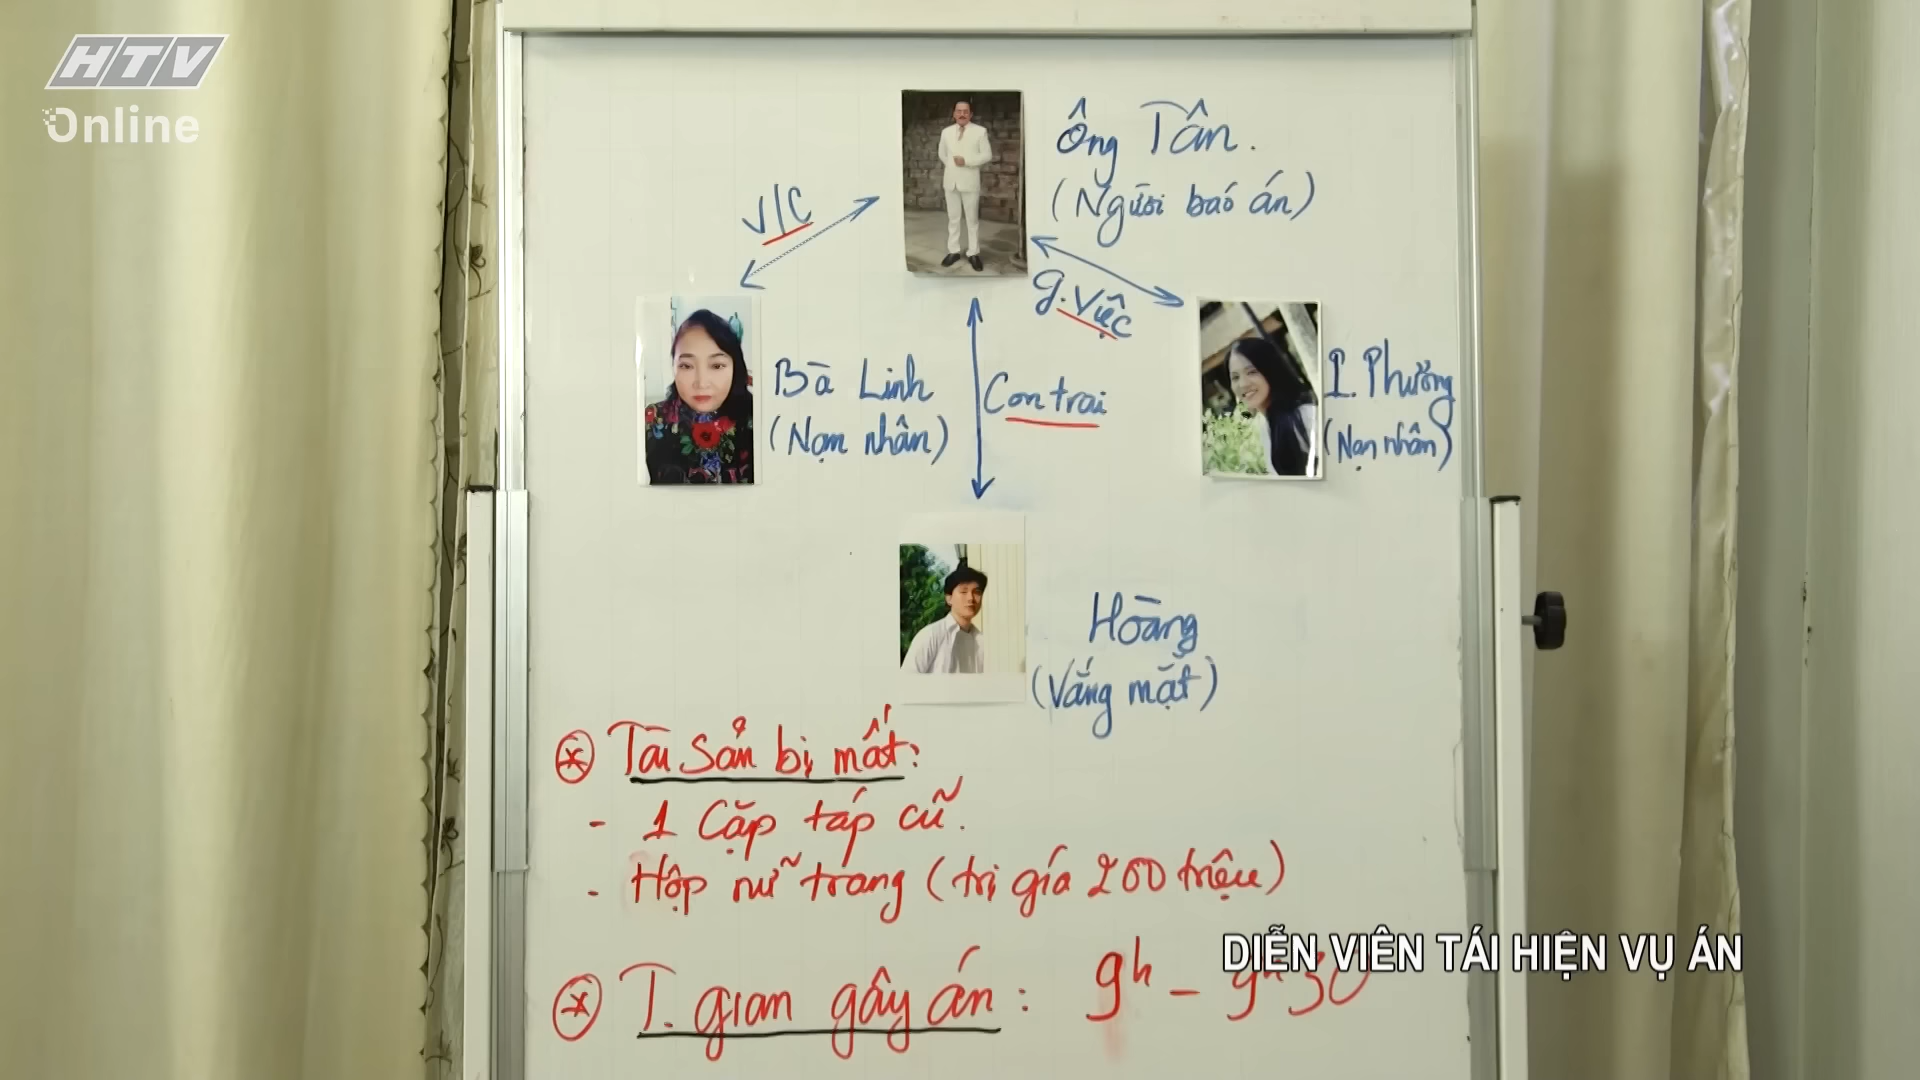 HTV
Online
Ông Tân.
(Người báo án)
V/C
g.Việc
Bà Linh
(Nạn nhân)
Con trai
P. Phường
(Nạn nhân)
Hoàng
(Vắng mặt)
Tài sản bị mất:
- 1 Cặp táp cũ.
- Hộp nữ trang (trị giá 200 triệu)
DIỄN VIÊN TÁI HIỆN VỤ ÁN
T. gian gây án: 9h - 9h30